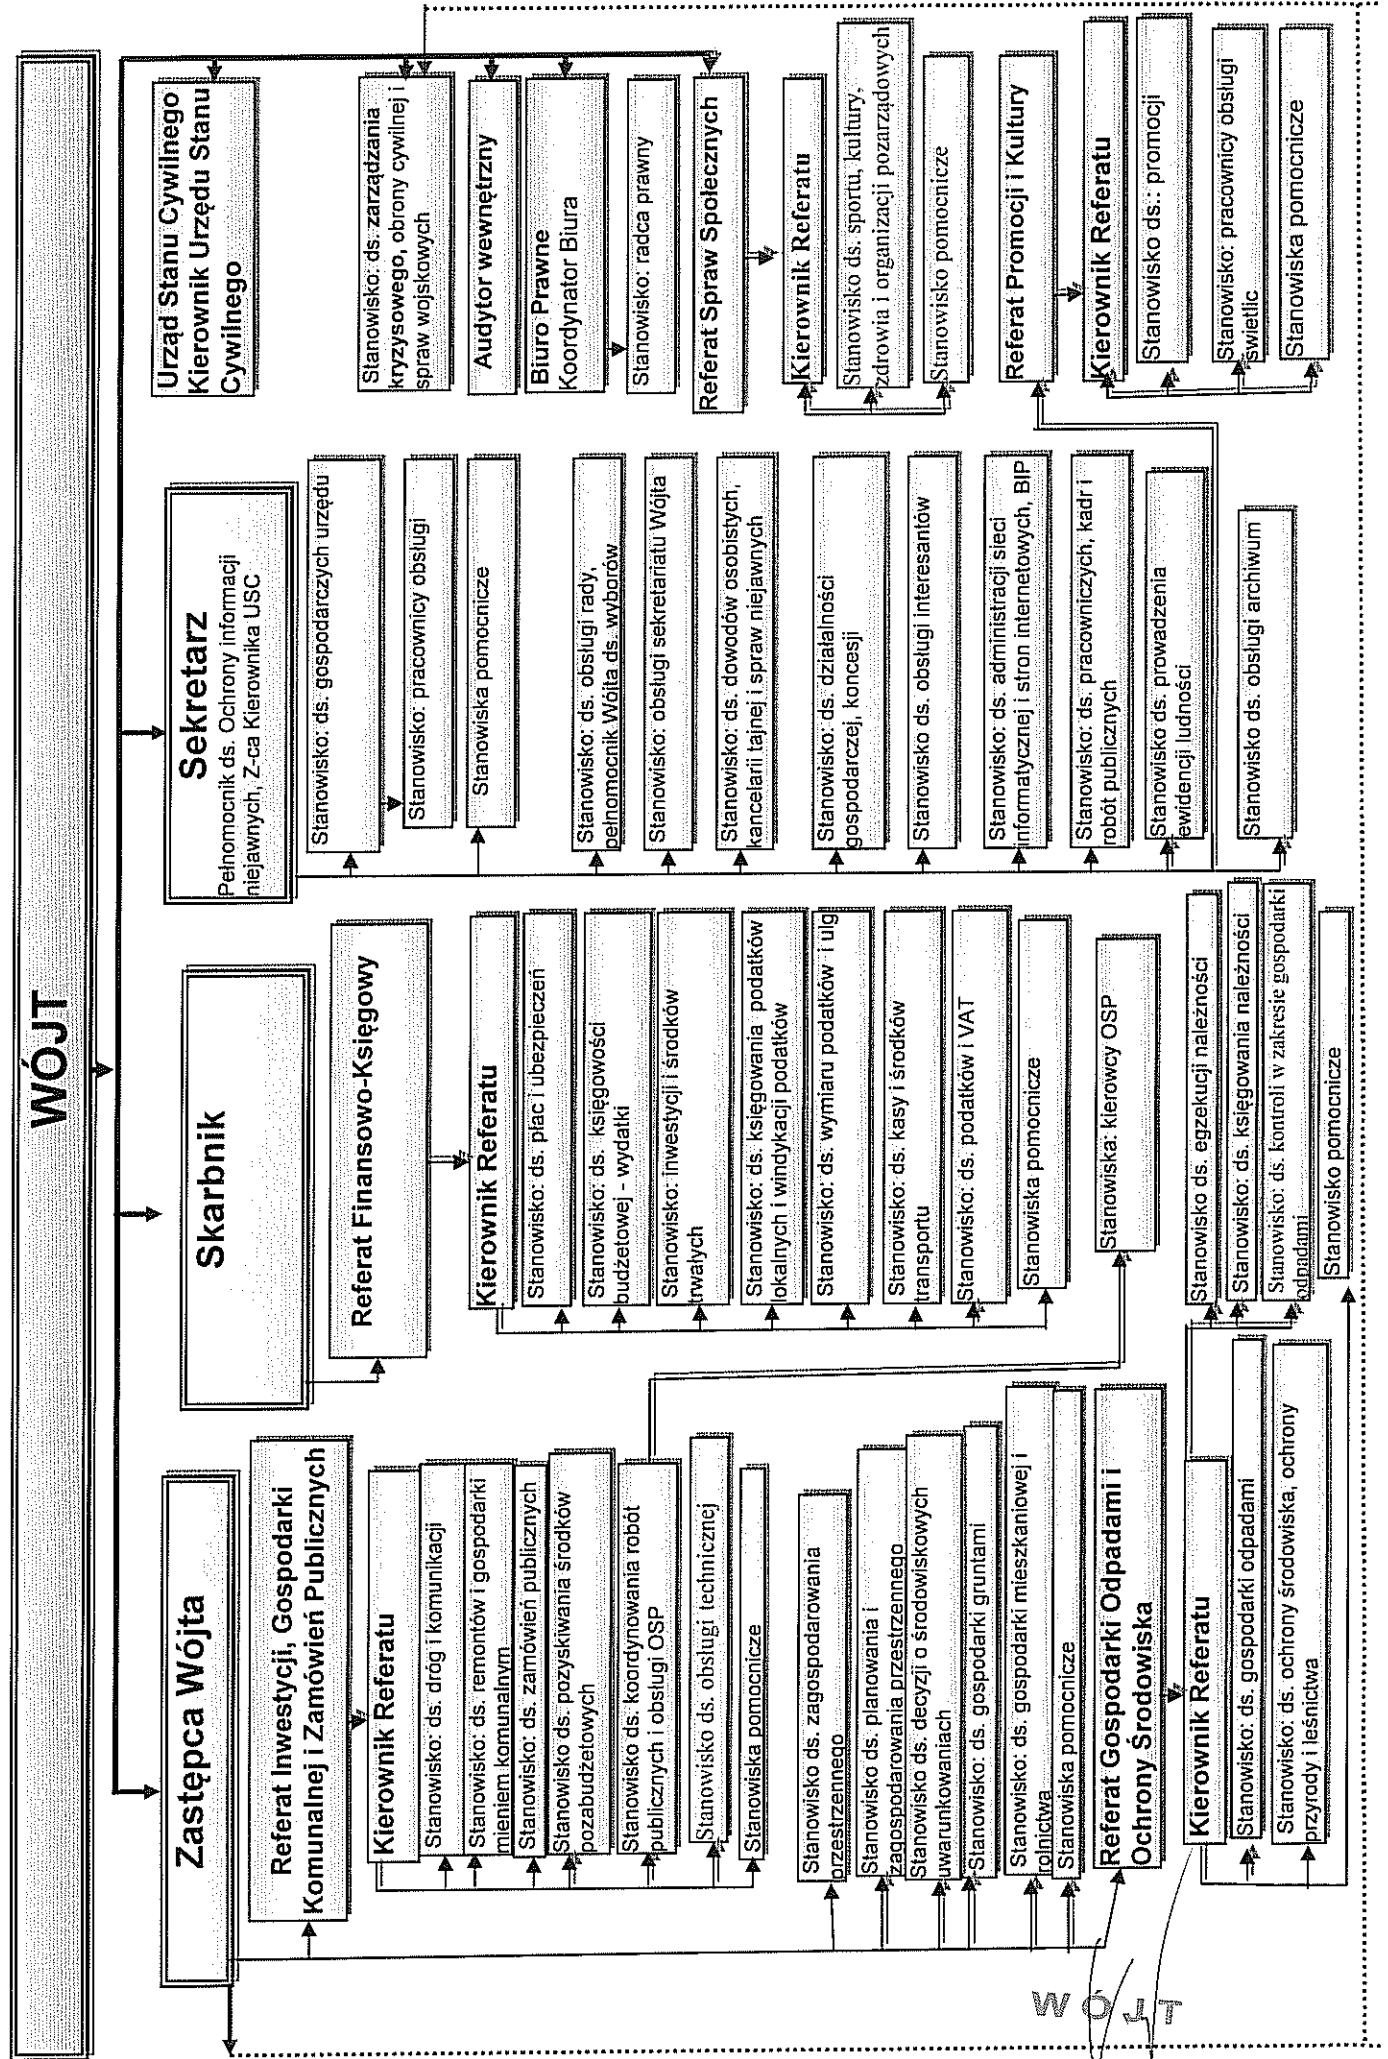 WÓJT
Zastępca Wójta
Referat Inwestycji, Gospodarki
Komunalnej i Zamówień Publicznych
Kierownik Referatu
Stanowisko: ds. dróg i komunikacji
Stanowisko: ds. remontów i gospodarki
mieniem komunalnym
Stanowisko: ds. zamówień publicznych
Stanowisko ds. pozyskiwania środków
pozabudżetowych
Stanowisko ds. koordynowania robót
publicznych i obsługi OSP
Stanowisko ds. obsługi technicznej
Stanowiska pomocnicze
Stanowisko ds. zagospodarowania
przestrzennego
Stanowisko ds. planowania i
zagospodarowania przestrzennego
Stanowisko ds. decyzji o środowiskowych
uwarunkowaniach
Stanowisko: ds. gospodarki gruntami
Stanowisko: ds. gospodarki mieszkaniowej i
rolnictwa
Stanowiska pomocnicze
Referat Gospodarki Odpadami i
Ochrony Środowiska
Kierownik Referatu
Stanowisko: ds. gospodarki odpadami
Stanowisko: ds. ochrony środowiska, ochrony
przyrody i leśnictwa
Stanowisko ds. egzekucji należności
Stanowisko: ds. księgowania należności
Stanowisko: ds. kontroli w zakresie gospodarki
odpadami
Stanowisko pomocnicze
Skarbnik
Referat Finansowo-Księgowy
Kierownik Referatu
Stanowisko: ds. płac i ubezpieczeń
Stanowisko: ds. księgowości
budżetowej - wydatki
Stanowisko: inwestycji i środków
trwałych
Stanowisko: ds. księgowania podatków
lokalnych i windykacji podatków
Stanowisko: ds. wymiaru podatków i ulg
Stanowisko: ds. kasy i środków
transportu
Stanowisko: ds. podatków i VAT
Stanowiska pomocnicze
Stanowiska: kierowcy OSP
Sekretarz
Pełnomocnik ds. Ochrony informacji
niejawnych, Z-ca Kierownika USC
Stanowisko: ds. gospodarczych urzędu
Stanowisko: pracownicy obsługi
Stanowiska pomocnicze
Stanowisko: ds. obsługi rady,
pełnomocnik Wójta ds. wyborów
Stanowisko: obsługi sekretariatu Wójta
Stanowisko: ds. dowodów osobistych,
kancelarii tajnej i spraw niejawnych
Stanowisko: ds. działalności
gospodarczej, koncesji
Stanowisko ds. obsługi interesantów
Stanowisko: ds. administracji sieci
informatycznej i stron internetowych, BIP
Stanowisko: ds. pracowniczych, kadr i
robót publicznych
Stanowisko ds. prowadzenia
ewidencji ludności
Stanowisko ds. obsługi archiwum
Urząd Stanu Cywilnego
Kierownik Urzędu Stanu
Cywilnego
Stanowisko: ds. zarządzania
kryzysowego, obrony cywilnej i
spraw wojskowych
Audytor wewnętrzny
Biuro Prawne
Koordynator Biura
Stanowisko: radca prawny
Referat Spraw Społecznych
Kierownik Referatu
Stanowisko ds. sportu, kultury,
zdrowia i organizacji pozarządowych
Stanowisko pomocnicze
Referat Promocji i Kultury
Kierownik Referatu
Stanowisko ds.: promocji
Stanowisko: pracownicy obsługi
świetlic
Stanowiska pomocnicze
WÓJT